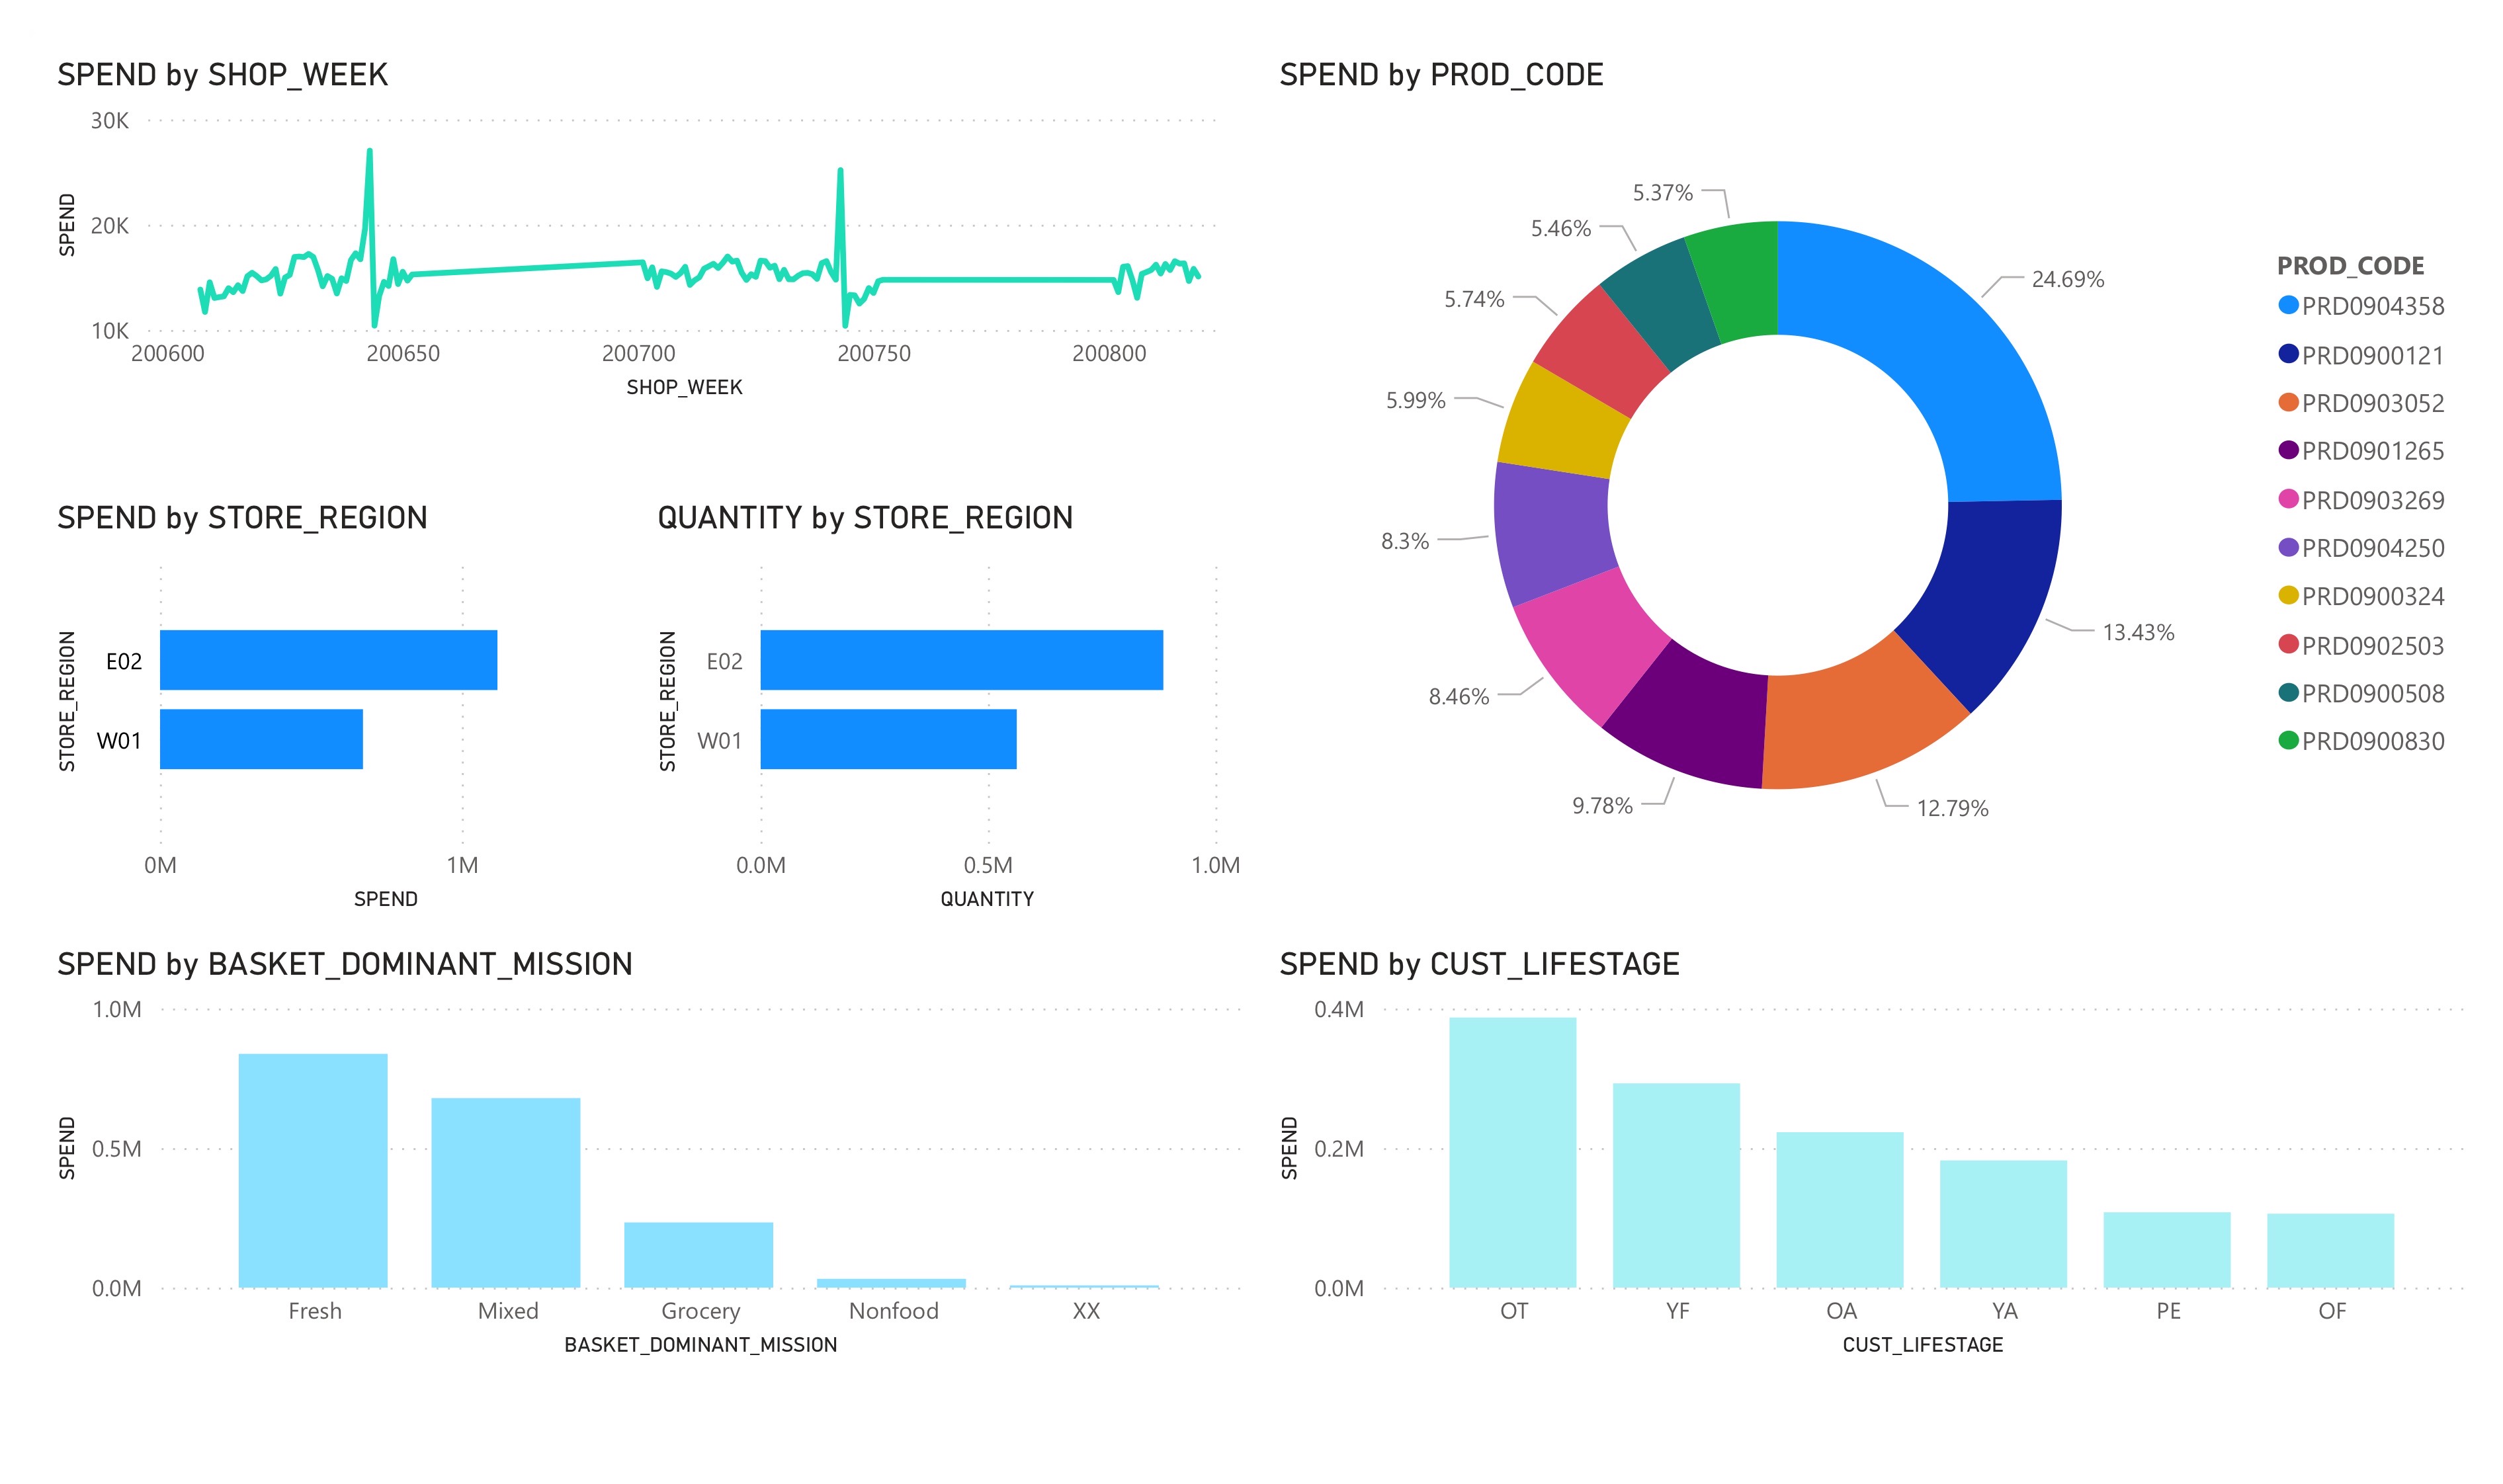 SPEND by SHOP_WEEK
30K
20K
10K
SPEND
200600 200650 200700 200750 200800
SHOP_WEEK
SPEND by PROD_CODE
24.69%
13.43%
12.79%
9.78%
8.46%
8.3%
5.99%
5.74%
5.46%
5.37%
PROD_CODE
PRD0904358
PRD0900121
PRD0903052
PRD0901265
PRD0903269
PRD0904250
PRD0900324
PRD0902503
PRD0900508
PRD0900830
SPEND by STORE_REGION
STORE_REGION
E02
W01
0M 1M
SPEND
QUANTITY by STORE_REGION
STORE_REGION
E02
W01
0.0M 0.5M 1.0M
QUANTITY
SPEND by BASKET_DOMINANT_MISSION
1.0M
0.5M
0.0M
SPEND
Fresh Mixed Grocery Nonfood XX
BASKET_DOMINANT_MISSION
SPEND by CUST_LIFESTAGE
0.4M
0.2M
0.0M
SPEND
OT YF OA YA PE OF
CUST_LIFESTAGE